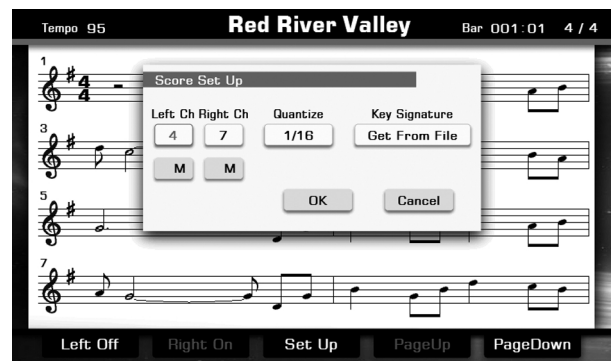 Tempo 95 Red River Valley Bar 001:01 4/4
1
4
4
Score Set Up
Left Ch Right Ch Quantize Key Signature
4 7 1/16 Get From File
M M
OK Cancel
3
5
7
Left Off Right On Set Up PageUp PageDown